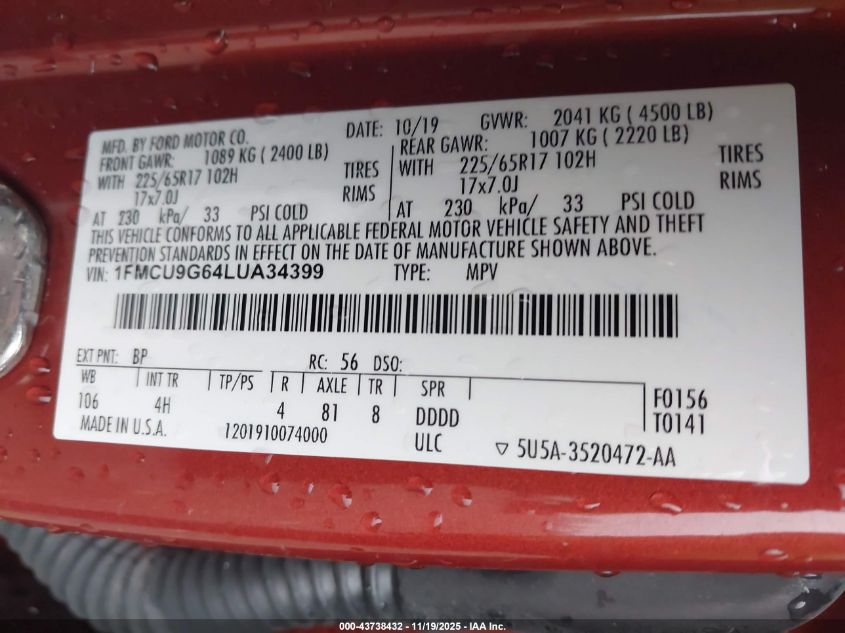 MFD. BY FORD MOTOR CO. DATE: 10/19 GVWR: 2041 KG ( 4500 LB)
FRONT GAWR: 1089 KG ( 2400 LB) REAR GAWR: 1007 KG ( 2220 LB)
WITH 225/65R17 102H TIRES WITH 225/65R17 102H TIRES
17x7.0J RIMS 17x7.0J RIMS
AT 230 kPa/ 33 PSI COLD AT 230 kPa/ 33 PSI COLD
THIS VEHICLE CONFORMS TO ALL APPLICABLE FEDERAL MOTOR VEHICLE SAFETY AND THEFT
PREVENTION STANDARDS IN EFFECT ON THE DATE OF MANUFACTURE SHOWN ABOVE.
VIN: 1FMCU9G64LUA34399 TYPE: MPV
EXT PNT: BP RC: 56 DSO:
WB INT TR TP/PS R AXLE TR SPR
106 4H 4 81 8 DDDD F0156
MADE IN U.S.A. 1201910074000 ULC T0141
5U5A-3520472-AA
000-43738432 - 11/19/2025 - IAA Inc.